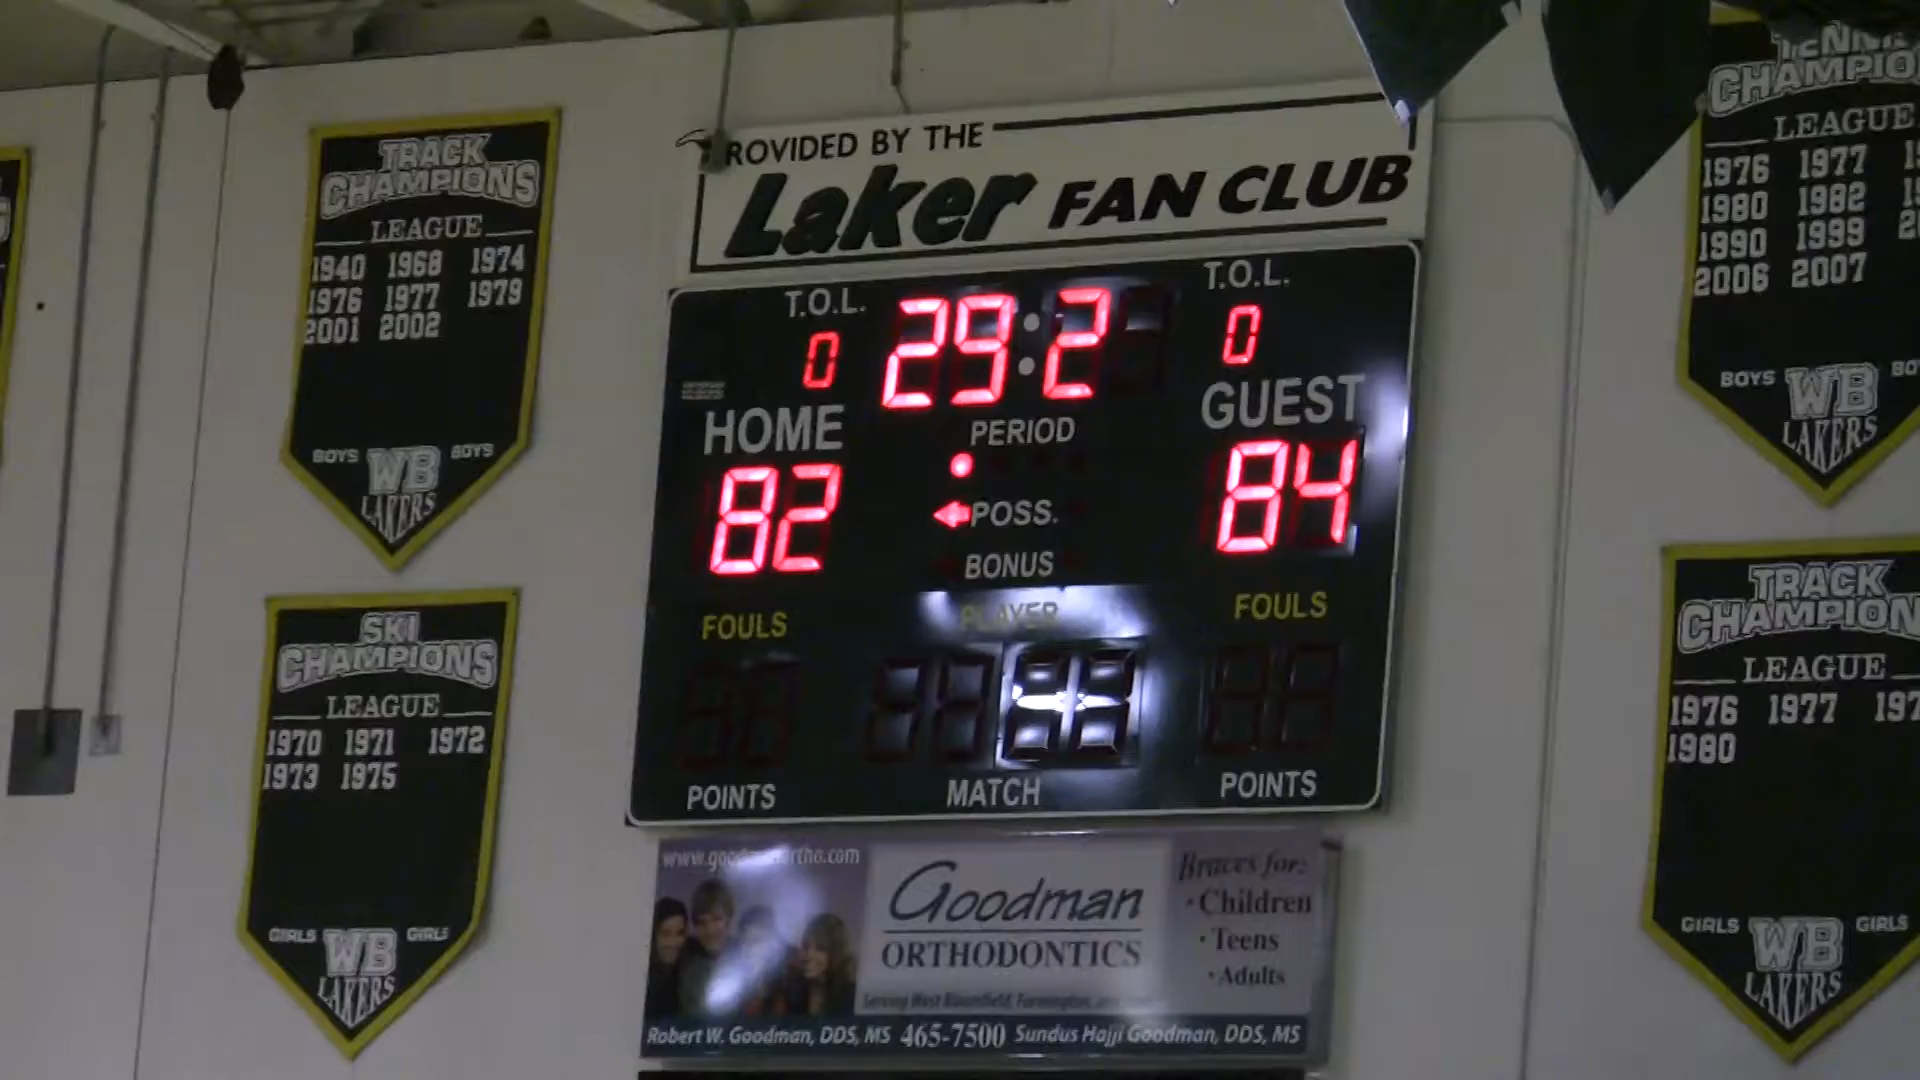 TRACK
CHAMPIONS
LEAGUE
1940 1968 1974
1976 1977 1979
2001 2002
BOYS WB BOYS
LAKERS
SKI
CHAMPIONS
LEAGUE
1970 1971 1972
1973 1975
GIRLS WB GIRLS
LAKERS
PROVIDED BY THE
Laker FAN CLUB
T.O.L. 29:2 T.O.L.
0 0
HOME PERIOD GUEST
82 84
POSS.
BONUS
FOULS PLAYER FOULS
POINTS MATCH POINTS
Goodman
ORTHODONTICS
Braces for:
• Children
• Teens
• Adults
Robert W. Goodman, DDS, MS 465-7500 Sundus Hajji Goodman, DDS, MS
CHAMPIO
LEAGUE
1976 1977
1980 1982
1990 1999
2006 2007
BOYS WB BO
LAKERS
TRACK
CHAMPION
LEAGUE
1976 1977 197
1980
GIRLS WB GIRLS
LAKERS